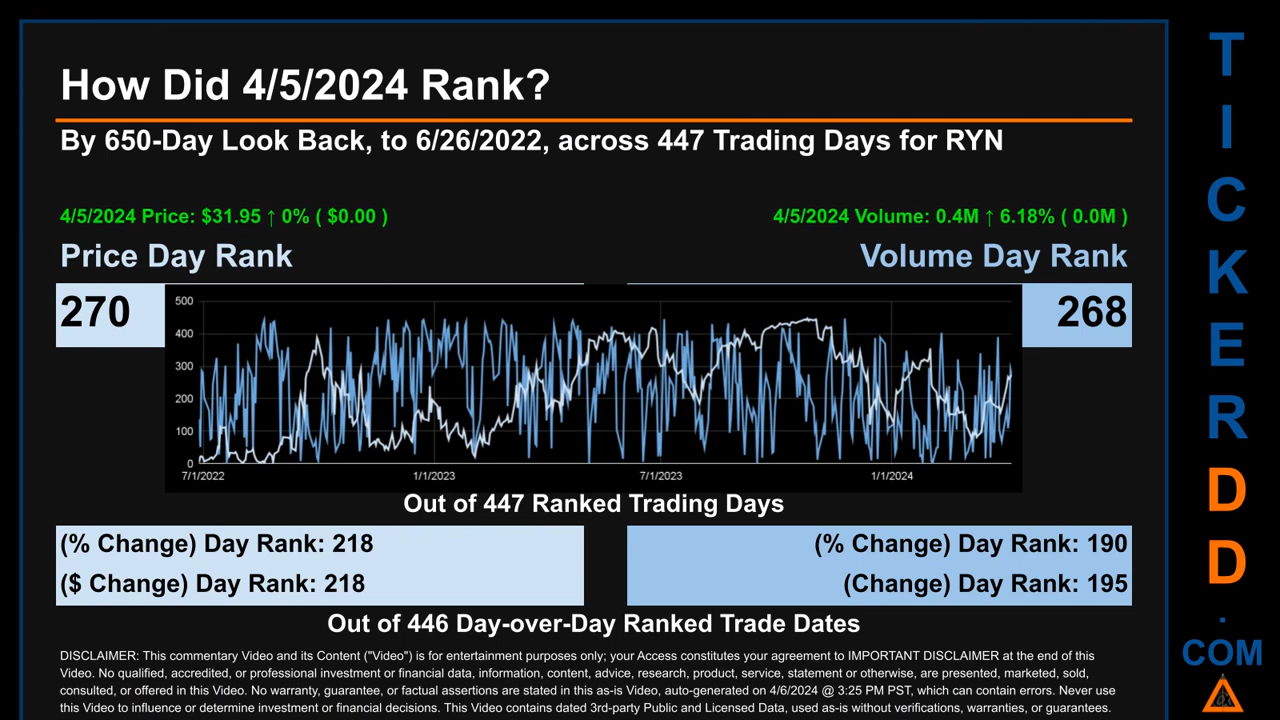 How Did 4/5/2024 Rank?
By 650-Day Look Back, to 6/26/2022, across 447 Trading Days for RYN
4/5/2024 Price: $31.95 ↑ 0% ( $0.00 )
4/5/2024 Volume: 0.4M ↑ 6.18% ( 0.0M )
Price Day Rank
Volume Day Rank
270
268
500
400
300
200
100
0
7/1/2022
1/1/2023
7/1/2023
1/1/2024
Out of 447 Ranked Trading Days
(% Change) Day Rank: 218
($ Change) Day Rank: 218
(% Change) Day Rank: 190
(Change) Day Rank: 195
Out of 446 Day-over-Day Ranked Trade Dates
DISCLAIMER: This commentary Video and its Content ("Video") is for entertainment purposes only; your Access constitutes your agreement to IMPORTANT DISCLAIMER at the end of this
Video. No qualified, accredited, or professional investment or financial data, information, content, advice, research, product, service, statement or otherwise, are presented, marketed, sold,
consulted, or offered in this Video. No warranty, guarantee, or factual assertions are stated in this as-is Video, auto-generated on 4/6/2024 @ 3:25 PM PST, which can contain errors. Never use
this Video to influence or determine investment or financial decisions. This Video contains dated 3rd-party Public and Licensed Data, used as-is without verifications, warranties, or guarantees.
T
I
C
K
E
R
D
D
.
COM